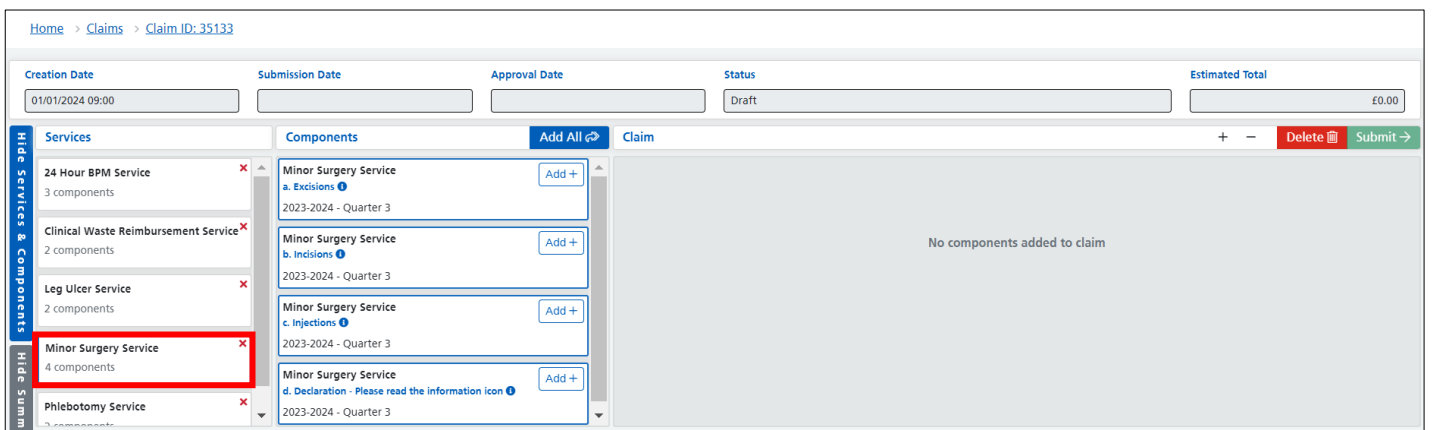 Home > Claims > Claim ID: 35133
Creation Date
Submission Date
Approval Date
Status
Estimated Total
01/01/2024 09:00
Draft
£0.00
Hide Services & Components
Hide Summ
Services
Components
Add All
Claim
+ −
Delete
Submit →
24 Hour BPM Service
3 components
Clinical Waste Reimbursement Service
2 components
Leg Ulcer Service
2 components
Minor Surgery Service
4 components
Phlebotomy Service
Minor Surgery Service
a. Excisions
2023-2024 - Quarter 3
Add +
Minor Surgery Service
b. Incisions
2023-2024 - Quarter 3
Add +
Minor Surgery Service
c. Injections
2023-2024 - Quarter 3
Add +
Minor Surgery Service
d. Declaration - Please read the information icon
2023-2024 - Quarter 3
Add +
No components added to claim